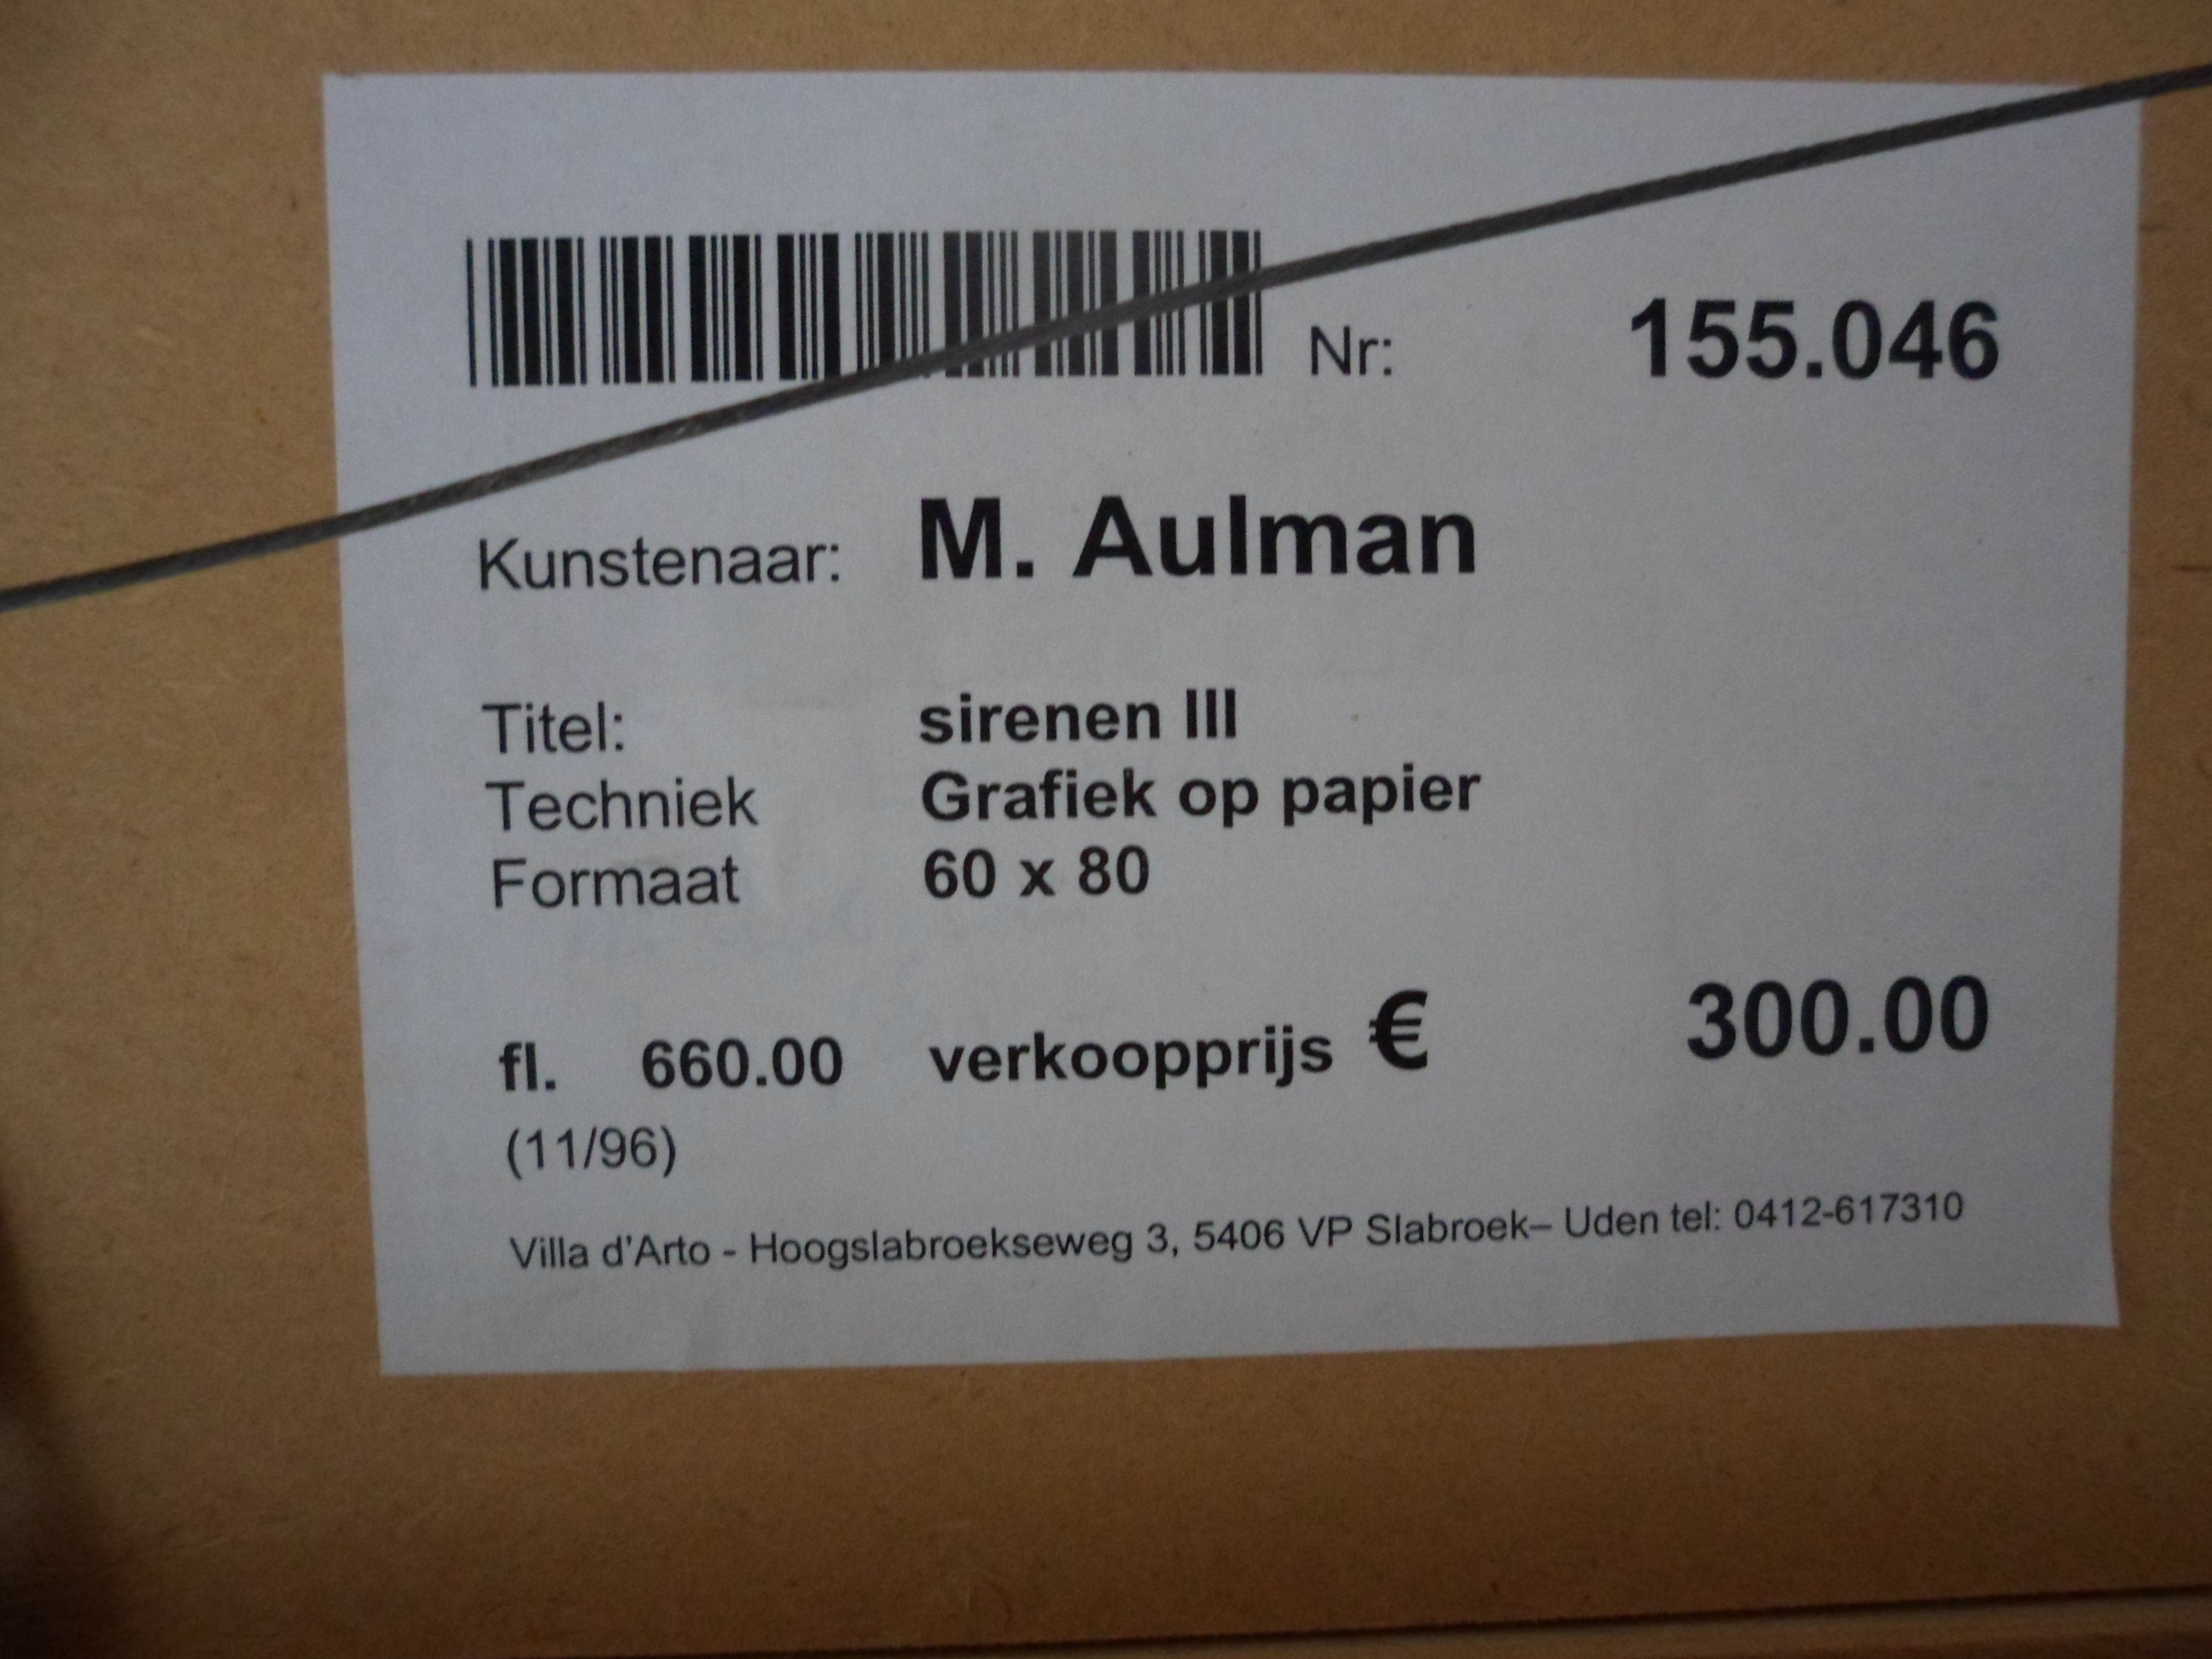 Nr: 155.046
Kunstenaar: M. Aulman
Titel: sirenen III
Techniek Grafiek op papier
Formaat 60 x 80
fl. 660.00 verkoopprijs € 300.00
(11/96)
Villa d'Arto - Hoogslabroekseweg 3, 5406 VP Slabroek– Uden tel: 0412-617310